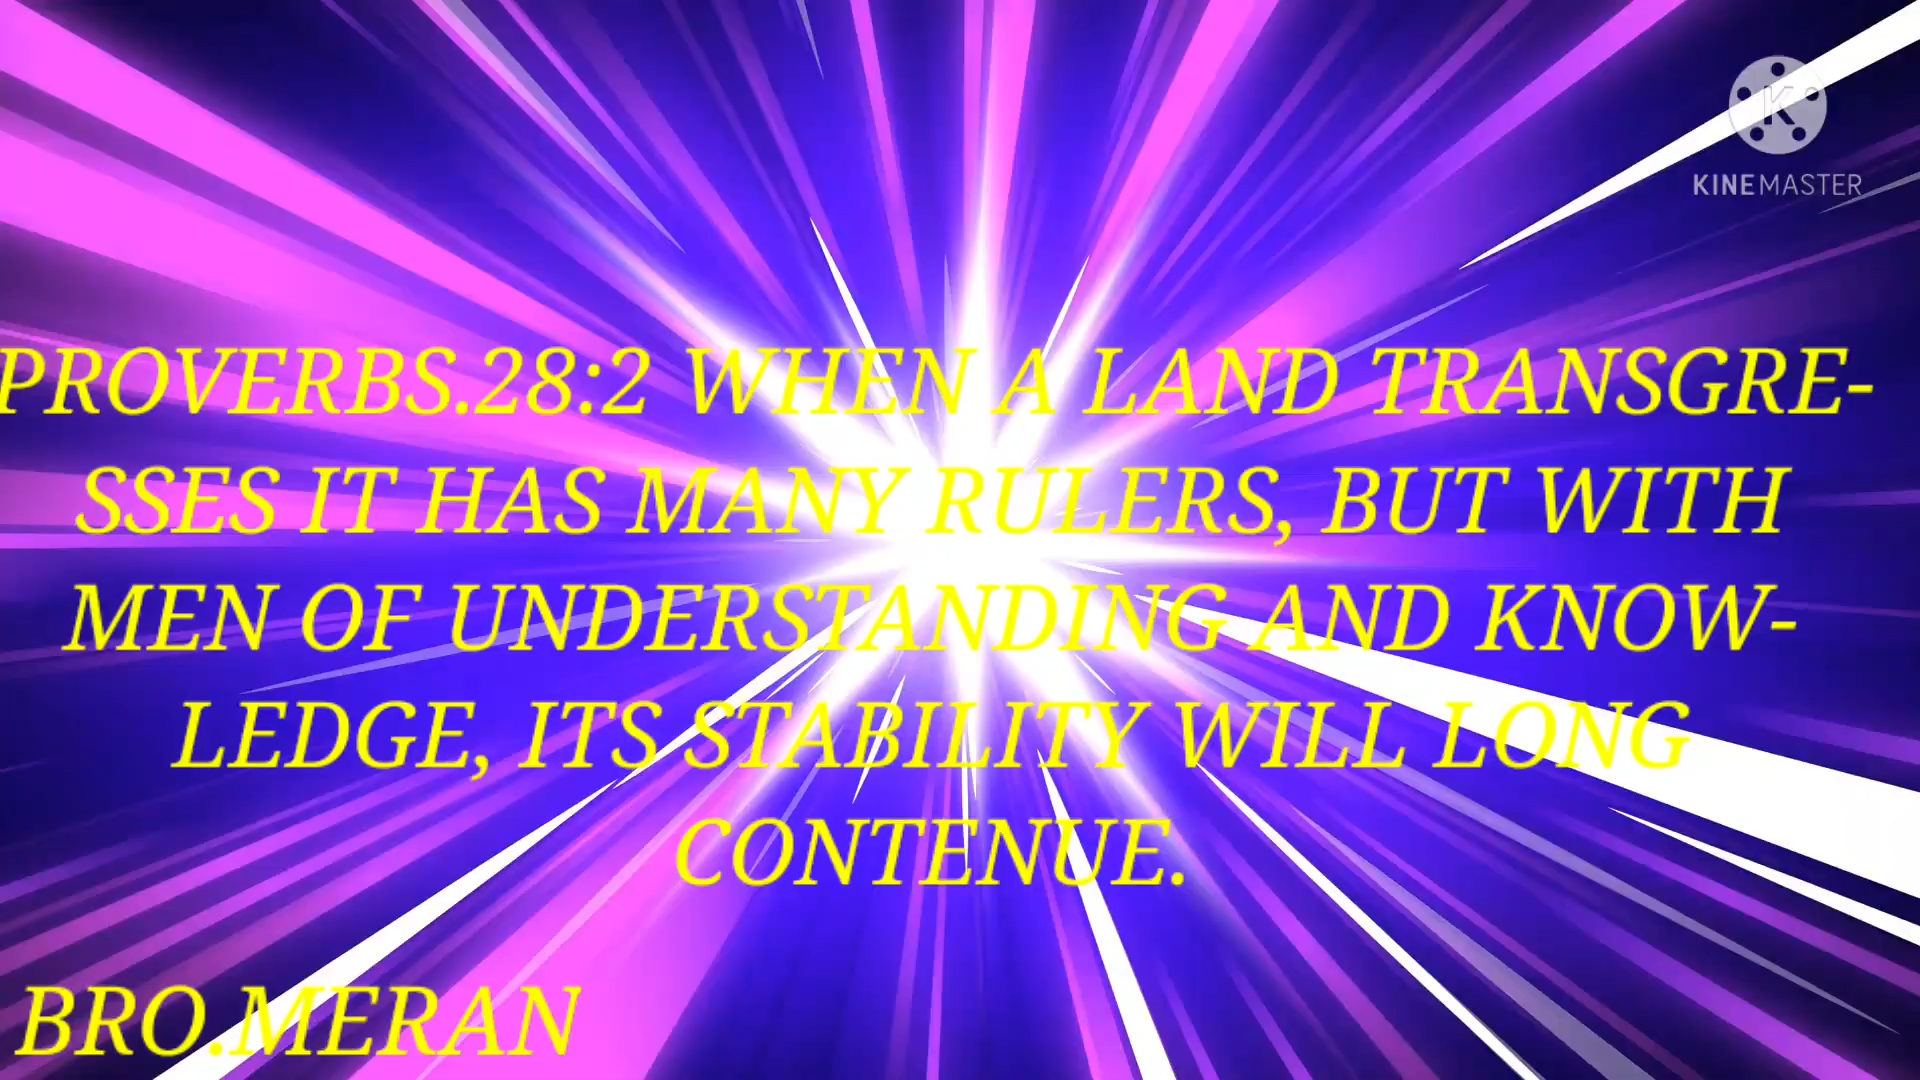 KINEMASTER
PROVERBS.28:2 WHEN A LAND TRANSGRE-
SSES IT HAS MANY RULERS, BUT WITH
MEN OF UNDERSTANDING AND KNOW-
LEDGE, ITS STABILITY WILL LONG
CONTENUE.
BRO.MERAN